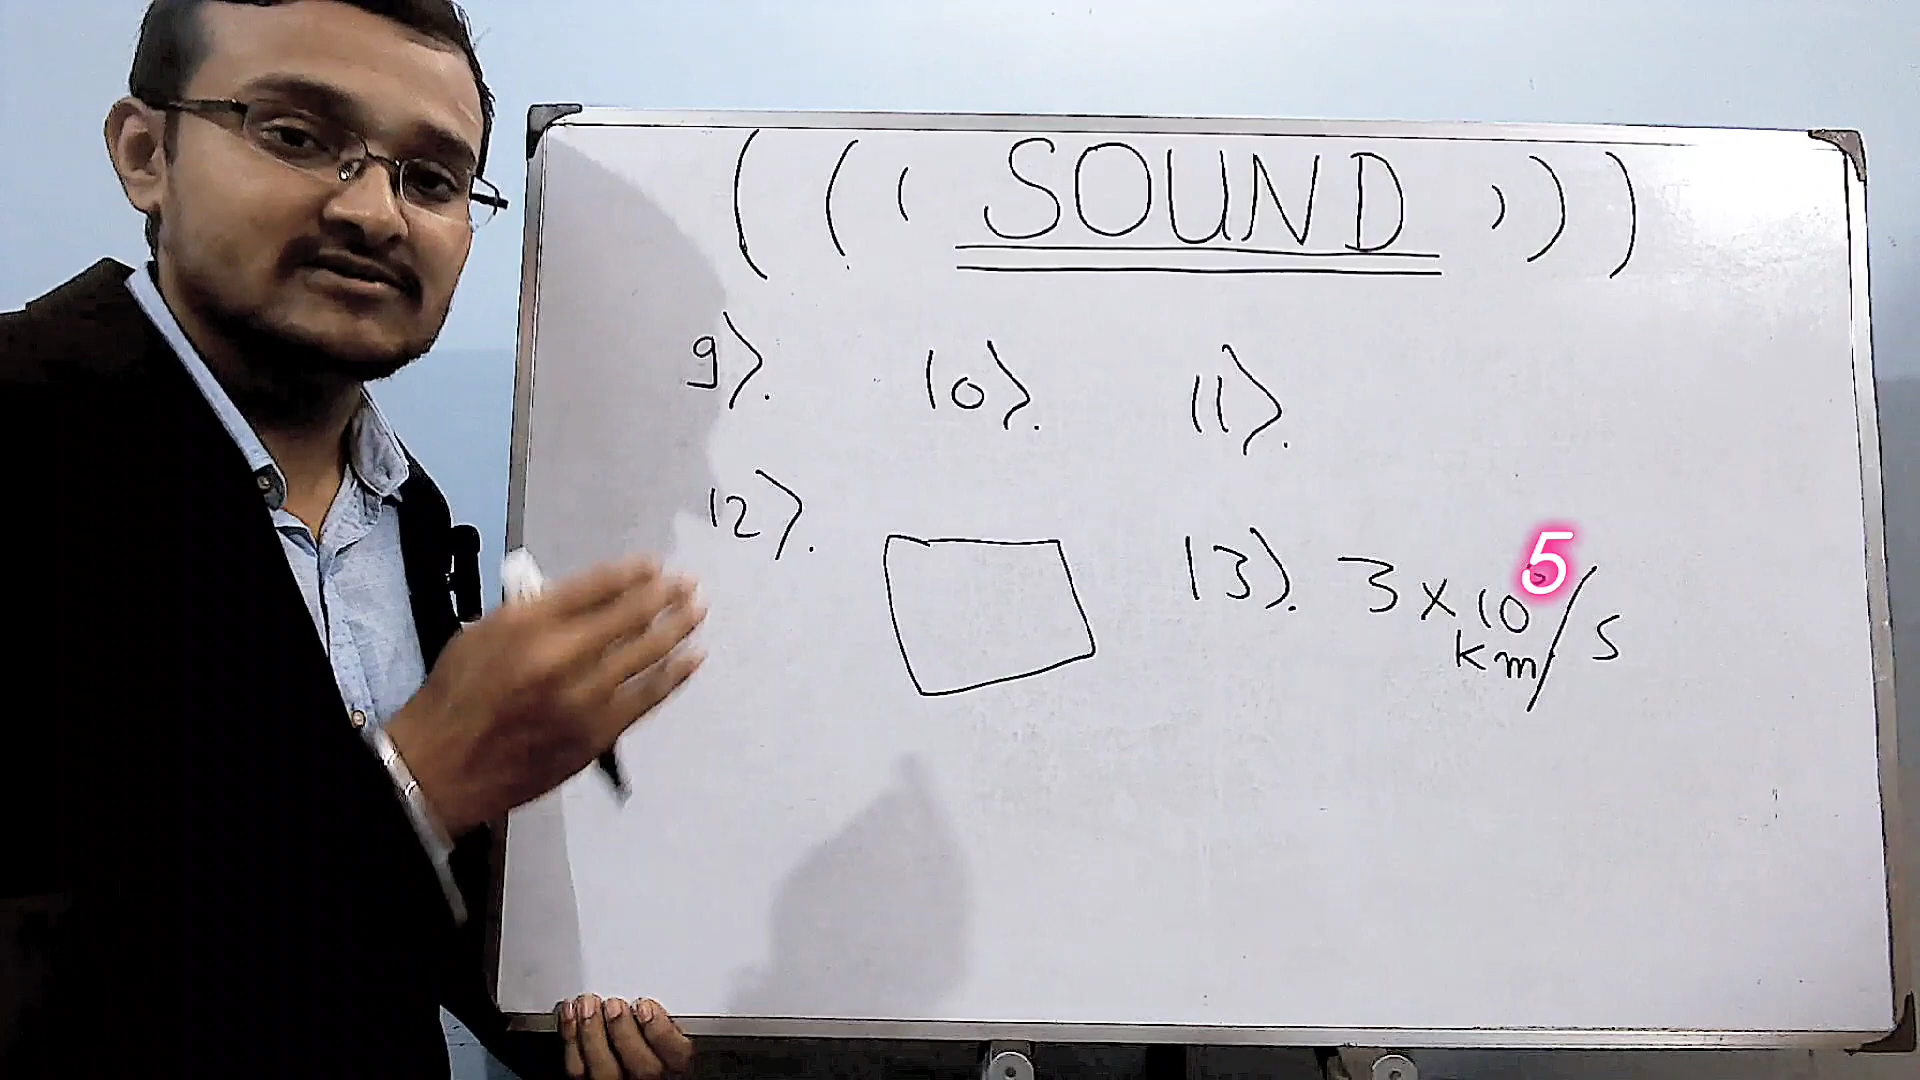 ( ( ( SOUND ) ) )
9). 10). 11).
12). 13). 3 x 10⁵ km/s